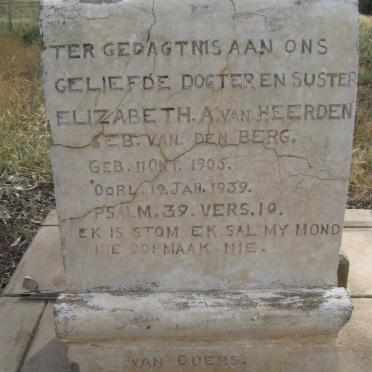 TER GEDAGTNIS AAN ONS
GELIEFDE DOGTER EN SUSTER
ELIZABETH. A. VAN HEERDEN
GEB. VAN DEN BERG.
GEB. 11 OKT. 1905.
OORL. 19. JAN. 1939.
PSALM. 39. VERS. 10.
EK IS STOM EK SAL MY MOND
NIE OOPMAAK NIE.
VAN OUERS.